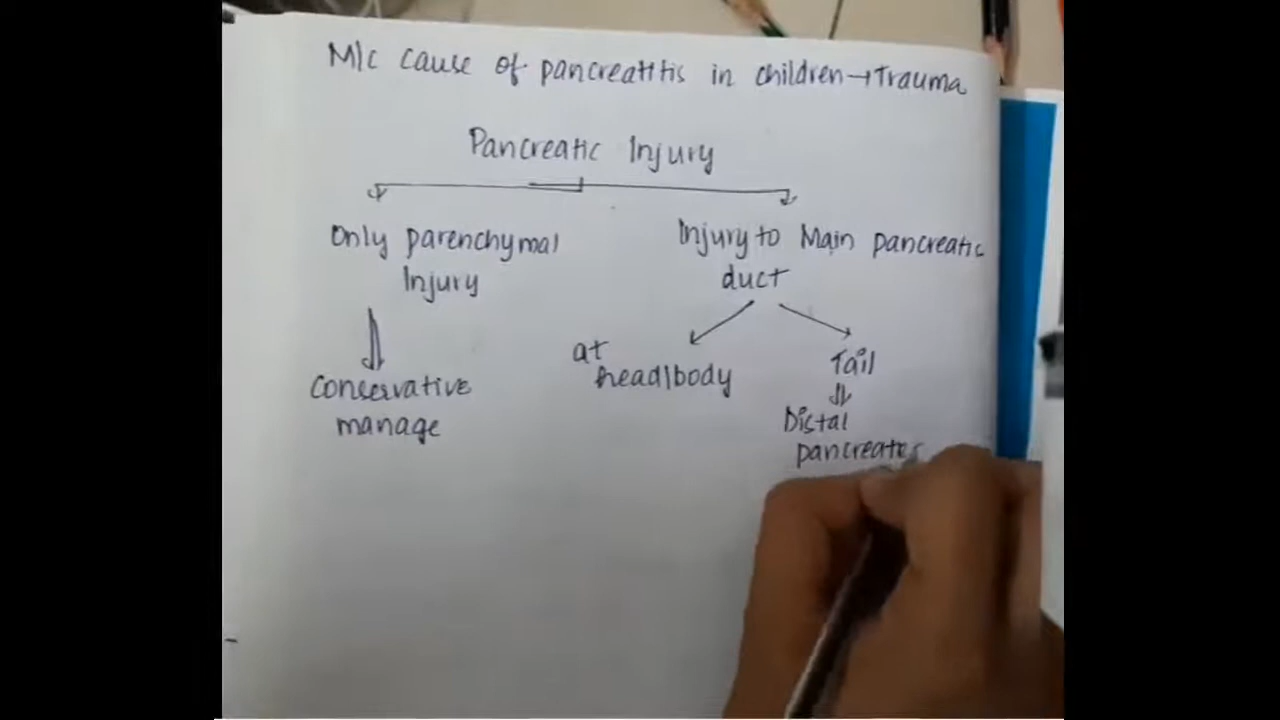 M/c cause of pancreatitis in children → Trauma
Pancreatic Injury
Only parenchymal
Injury
Injury to Main pancreatic
duct
at
head/body
Tail
Conservative
manage
Distal